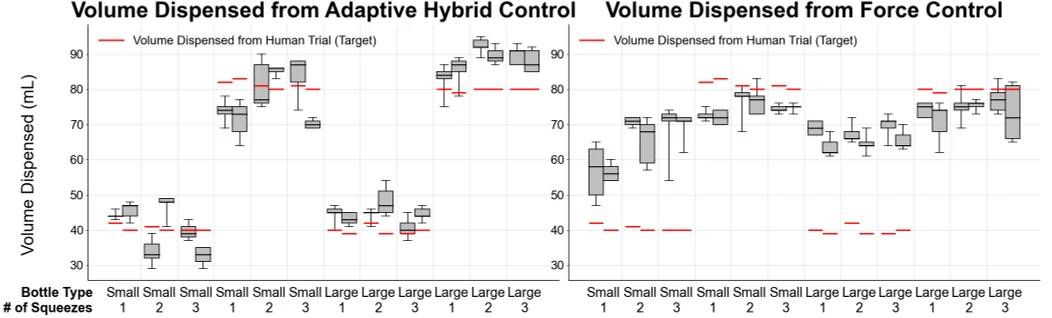 Volume Dispensed from Adaptive Hybrid Control
Volume Dispensed from Force Control
Volume Dispensed (mL)
Volume Dispensed from Human Trial (Target)
90
80
70
60
50
40
30
Volume Dispensed from Human Trial (Target)
90
80
70
60
50
40
30
Bottle Type Small Small Small Small Small Small Large Large Large Large Large Large
# of Squeezes 1 2 3 1 2 3 1 2 3 1 2 3
Small Small Small Small Small Small Large Large Large Large Large Large
1 2 3 1 2 3 1 2 3 1 2 3